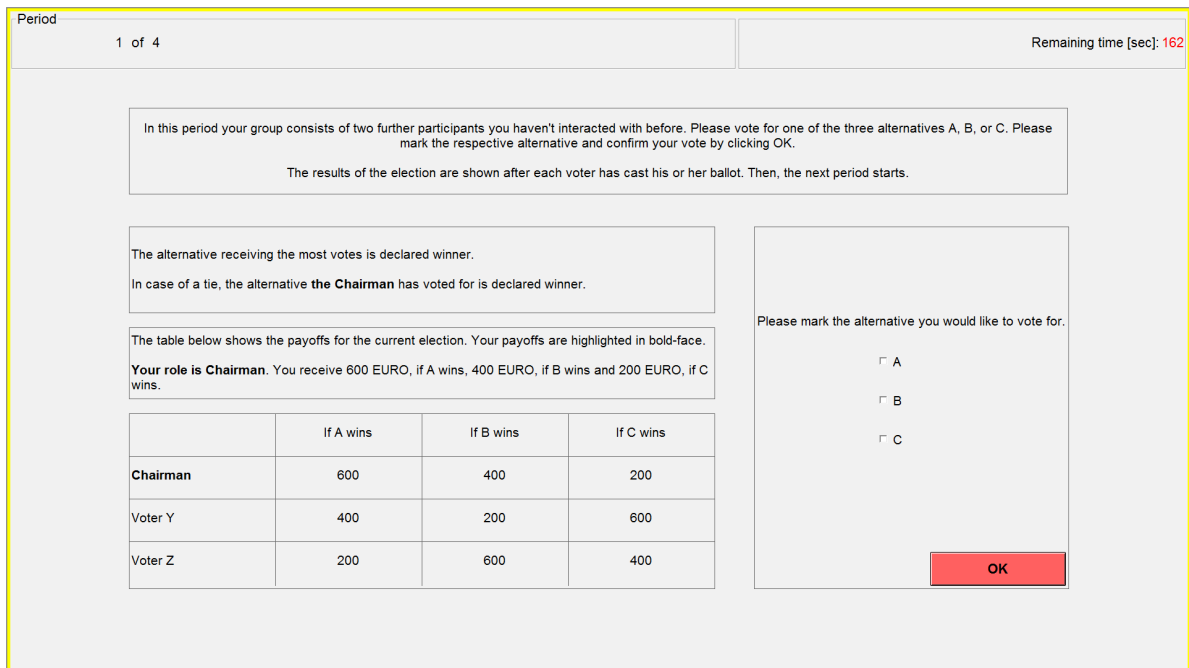 Period
1 of 4
Remaining time [sec]: 162
In this period your group consists of two further participants you haven't interacted with before. Please vote for one of the three alternatives A, B, or C. Please
mark the respective alternative and confirm your vote by clicking OK.
The results of the election are shown after each voter has cast his or her ballot. Then, the next period starts.
The alternative receiving the most votes is declared winner.
In case of a tie, the alternative the Chairman has voted for is declared winner.
The table below shows the payoffs for the current election. Your payoffs are highlighted in bold-face.
Your role is Chairman. You receive 600 EURO, if A wins, 400 EURO, if B wins and 200 EURO, if C
wins.
If A wins If B wins If C wins
Chairman 600 400 200
Voter Y 400 200 600
Voter Z 200 600 400
Please mark the alternative you would like to vote for.
A
B
C
OK